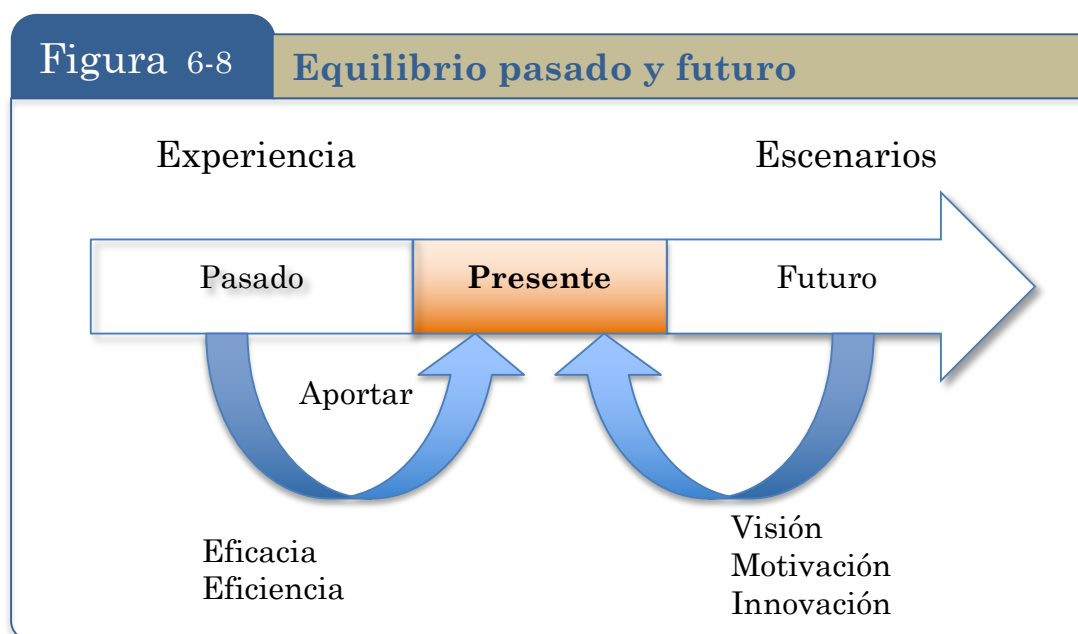 Figura 6-8
Equilibrio pasado y futuro
Experiencia
Escenarios
Pasado
Presente
Futuro
Aportar
Eficacia
Eficiencia
Visión
Motivación
Innovación